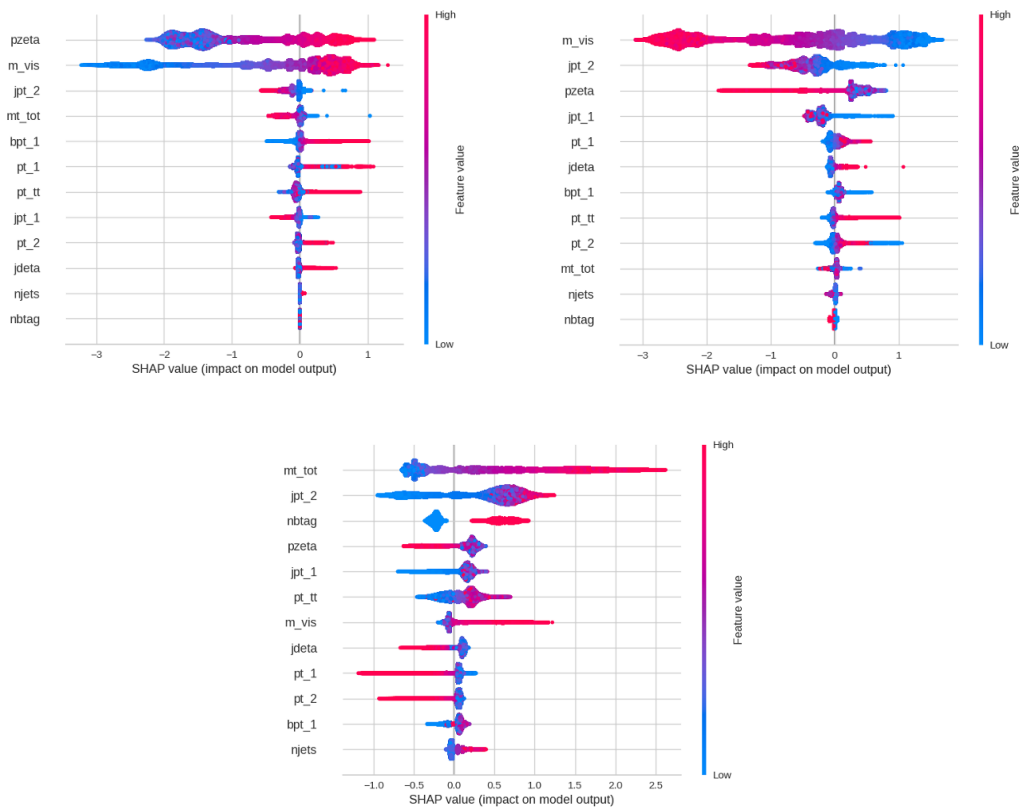 High
pzeta
m_vis
jpt_2
mt_tot
bpt_1
pt_1
pt_tt
jpt_1
pt_2
jdeta
njets
nbtag
Feature value
Low
−3 −2 −1 0 1
SHAP value (impact on model output)
High
m_vis
jpt_2
pzeta
jpt_1
pt_1
jdeta
bpt_1
pt_tt
pt_2
mt_tot
njets
nbtag
Feature value
Low
−3 −2 −1 0 1
SHAP value (impact on model output)
High
mt_tot
jpt_2
nbtag
pzeta
jpt_1
pt_tt
m_vis
jdeta
pt_1
pt_2
bpt_1
njets
Feature value
Low
−1.0 −0.5 0.0 0.5 1.0 1.5 2.0 2.5
SHAP value (impact on model output)